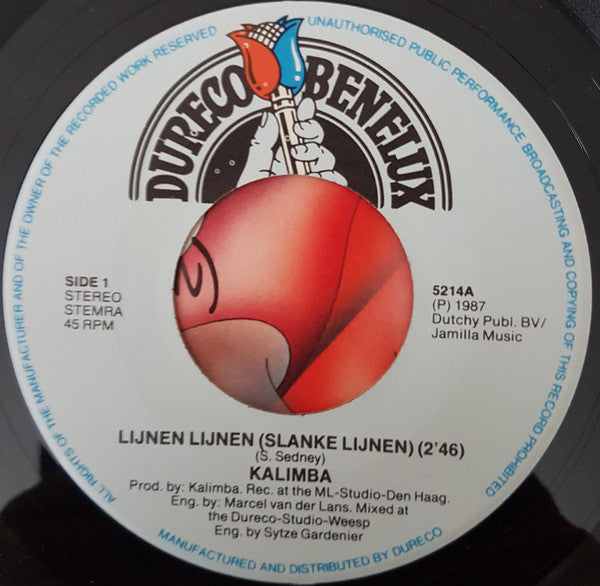 ALL RIGHTS OF THE MANUFACTURER AND OF THE OWNER OF THE RECORDED WORK RESERVED
UNAUTHORISED PUBLIC PERFORMANCE BROADCASTING AND COPYING OF THIS RECORD PROHIBITED
DURECO BENELUX
SIDE 1
STEREO
STEMRA
45 RPM
5214A
(P) 1987
Dutchy Publ. BV/
Jamilla Music
LIJNEN LIJNEN (SLANKE LIJNEN) (2'46)
(S. Sedney)
KALIMBA
Prod. by: Kalimba. Rec. at the ML-Studio-Den Haag.
Eng. by: Marcel van der Lans. Mixed at
the Dureco-Studio-Weesp
Eng. by Sytze Gardenier
MANUFACTURED AND DISTRIBUTED BY DURECO